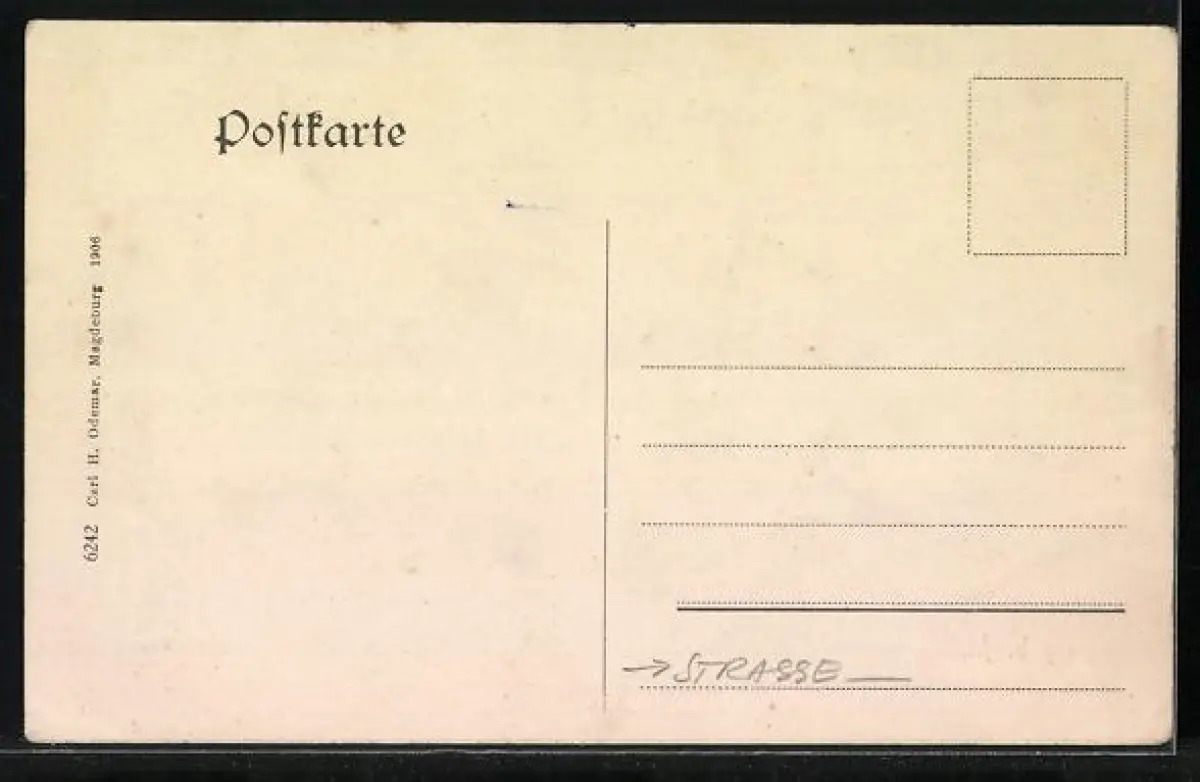 Poſtkarte
6242 Carl H. Odemar, Magdeburg 1906
→ STRASSE —